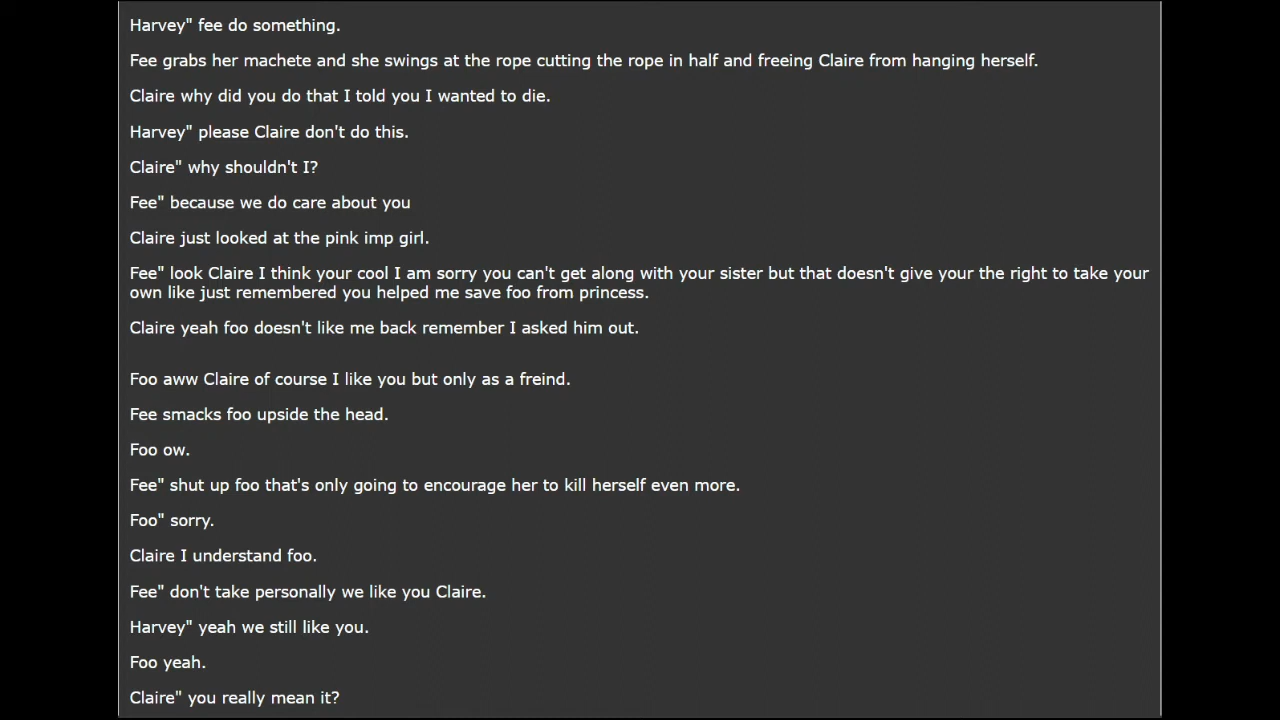 Harvey" fee do something.
Fee grabs her machete and she swings at the rope cutting the rope in half and freeing Claire from hanging herself.
Claire why did you do that I told you I wanted to die.
Harvey" please Claire don't do this.
Claire" why shouldn't I?
Fee" because we do care about you
Claire just looked at the pink imp girl.
Fee" look Claire I think your cool I am sorry you can't get along with your sister but that doesn't give your the right to take your
own like just remembered you helped me save foo from princess.
Claire yeah foo doesn't like me back remember I asked him out.
Foo aww Claire of course I like you but only as a freind.
Fee smacks foo upside the head.
Foo ow.
Fee" shut up foo that's only going to encourage her to kill herself even more.
Foo" sorry.
Claire I understand foo.
Fee" don't take personally we like you Claire.
Harvey" yeah we still like you.
Foo yeah.
Claire" you really mean it?